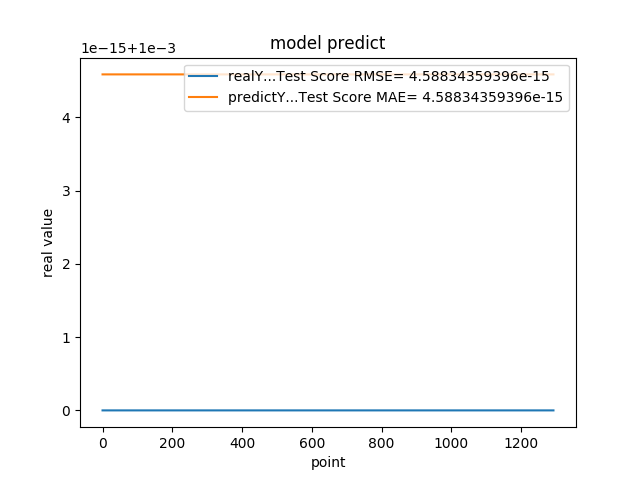 model predict
1e−15+1e−3
realY...Test Score RMSE= 4.58834359396e-15
predictY...Test Score MAE= 4.58834359396e-15
4
3
2
1
0
real value
0 200 400 600 800 1000 1200
point